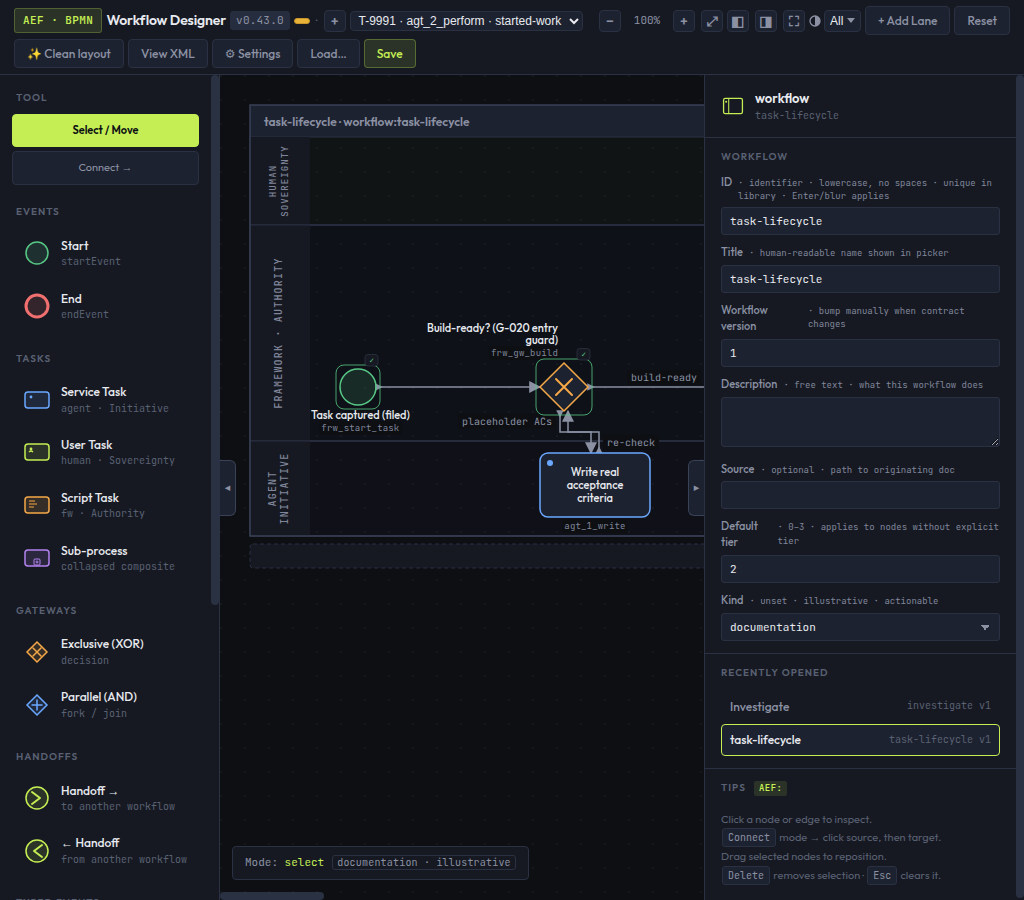 AEF · BPMN Workflow Designer v0.43.0 · + T-9991 · agt_2_perform · started-work − 100% + All + Add Lane Reset
✨ Clean layout View XML ⚙ Settings Load... Save
TOOL
Select / Move
Connect →
EVENTS
Start
startEvent
End
endEvent
TASKS
Service Task
agent · Initiative
User Task
human · Sovereignty
Script Task
fw · Authority
Sub-process
collapsed composite
GATEWAYS
Exclusive (XOR)
decision
Parallel (AND)
fork / join
HANDOFFS
Handoff →
to another workflow
← Handoff
from another workflow
task-lifecycle · workflow:task-lifecycle
HUMAN
SOVEREIGNTY
FRAMEWORK · AUTHORITY
AGENT
INITIATIVE
Build-ready? (G-020 entry
guard)
frw_gw_build
✓
✓
build-ready
Task captured (filed)
frw_start_task
placeholder ACs
re-check
Write real
acceptance
criteria
agt_1_write
◂
▸
Mode: select documentation · illustrative
workflow
task-lifecycle
WORKFLOW
ID · identifier · lowercase, no spaces · unique in
library · Enter/blur applies
task-lifecycle
Title · human-readable name shown in picker
task-lifecycle
Workflow version · bump manually when contract changes
1
Description · free text · what this workflow does
Source · optional · path to originating doc
Default tier · 0–3 · applies to nodes without explicit tier
2
Kind · unset · illustrative · actionable
documentation
RECENTLY OPENED
Investigate investigate v1
task-lifecycle task-lifecycle v1
TIPS AEF:
Click a node or edge to inspect.
Connect mode → click source, then target.
Drag selected nodes to reposition.
Delete removes selection · Esc clears it.